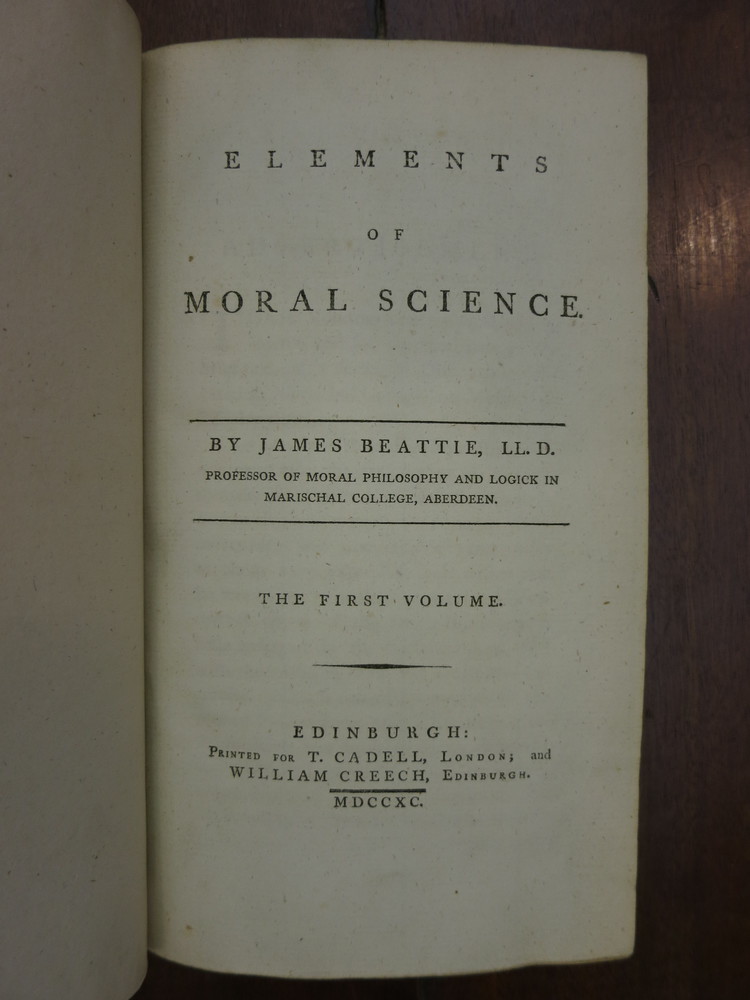 ELEMENTS
OF
MORAL SCIENCE.
BY JAMES BEATTIE, LL. D.
PROFESSOR OF MORAL PHILOSOPHY AND LOGICK IN
MARISCHAL COLLEGE, ABERDEEN.
THE FIRST VOLUME.
EDINBURGH:
PRINTED FOR T. CADELL, LONDON; and
WILLIAM CREECH, EDINBURGH.
MDCCXC.